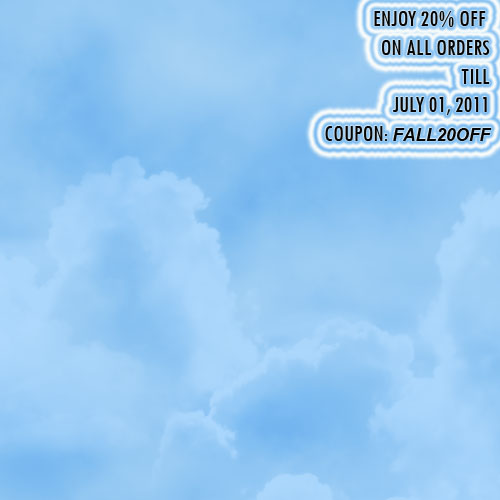 ENJOY 20% OFF
ON ALL ORDERS
TILL
JULY 01, 2011
COUPON: FALL20OFF